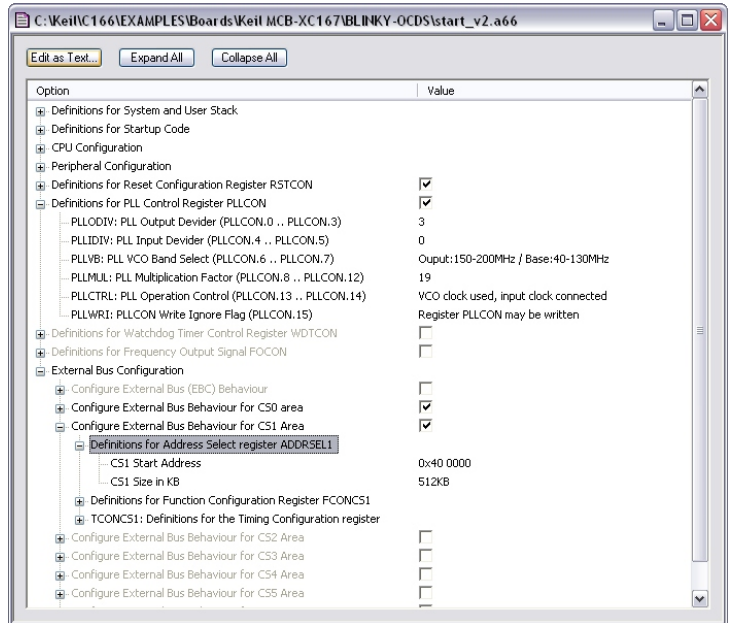 C:\Keil\C166\EXAMPLES\Boards\Keil MCB-XC167\BLINKY-OCDS\start_v2.a66
Edit as Text... Expand All Collapse All
Option Value
Definitions for System and User Stack
Definitions for Startup Code
CPU Configuration
Peripheral Configuration
Definitions for Reset Configuration Register RSTCON
Definitions for PLL Control Register PLLCON
PLLODIV: PLL Output Devider (PLLCON.0 .. PLLCON.3) 3
PLLIDIV: PLL Input Devider (PLLCON.4 .. PLLCON.5) 0
PLLVB: PLL VCO Band Select (PLLCON.6 .. PLLCON.7) Ouput:150-200MHz / Base:40-130MHz
PLLMUL: PLL Multiplication Factor (PLLCON.8 .. PLLCON.12) 19
PLLCTRL: PLL Operation Control (PLLCON.13 .. PLLCON.14) VCO clock used, input clock connected
PLLWRI: PLLCON Write Ignore Flag (PLLCON.15) Register PLLCON may be written
Definitions for Watchdog Timer Control Register WDTCON
Definitions for Frequency Output Signal FOCON
External Bus Configuration
Configure External Bus (EBC) Behaviour
Configure External Bus Behaviour for CS0 area
Configure External Bus Behaviour for CS1 Area
Definitions for Address Select register ADDRSEL1
CS1 Start Address 0x40 0000
CS1 Size in KB 512KB
Definitions for Function Configuration Register FCONCS1
TCONCS1: Definitions for the Timing Configuration register
Configure External Bus Behaviour for CS2 Area
Configure External Bus Behaviour for CS3 Area
Configure External Bus Behaviour for CS4 Area
Configure External Bus Behaviour for CS5 Area